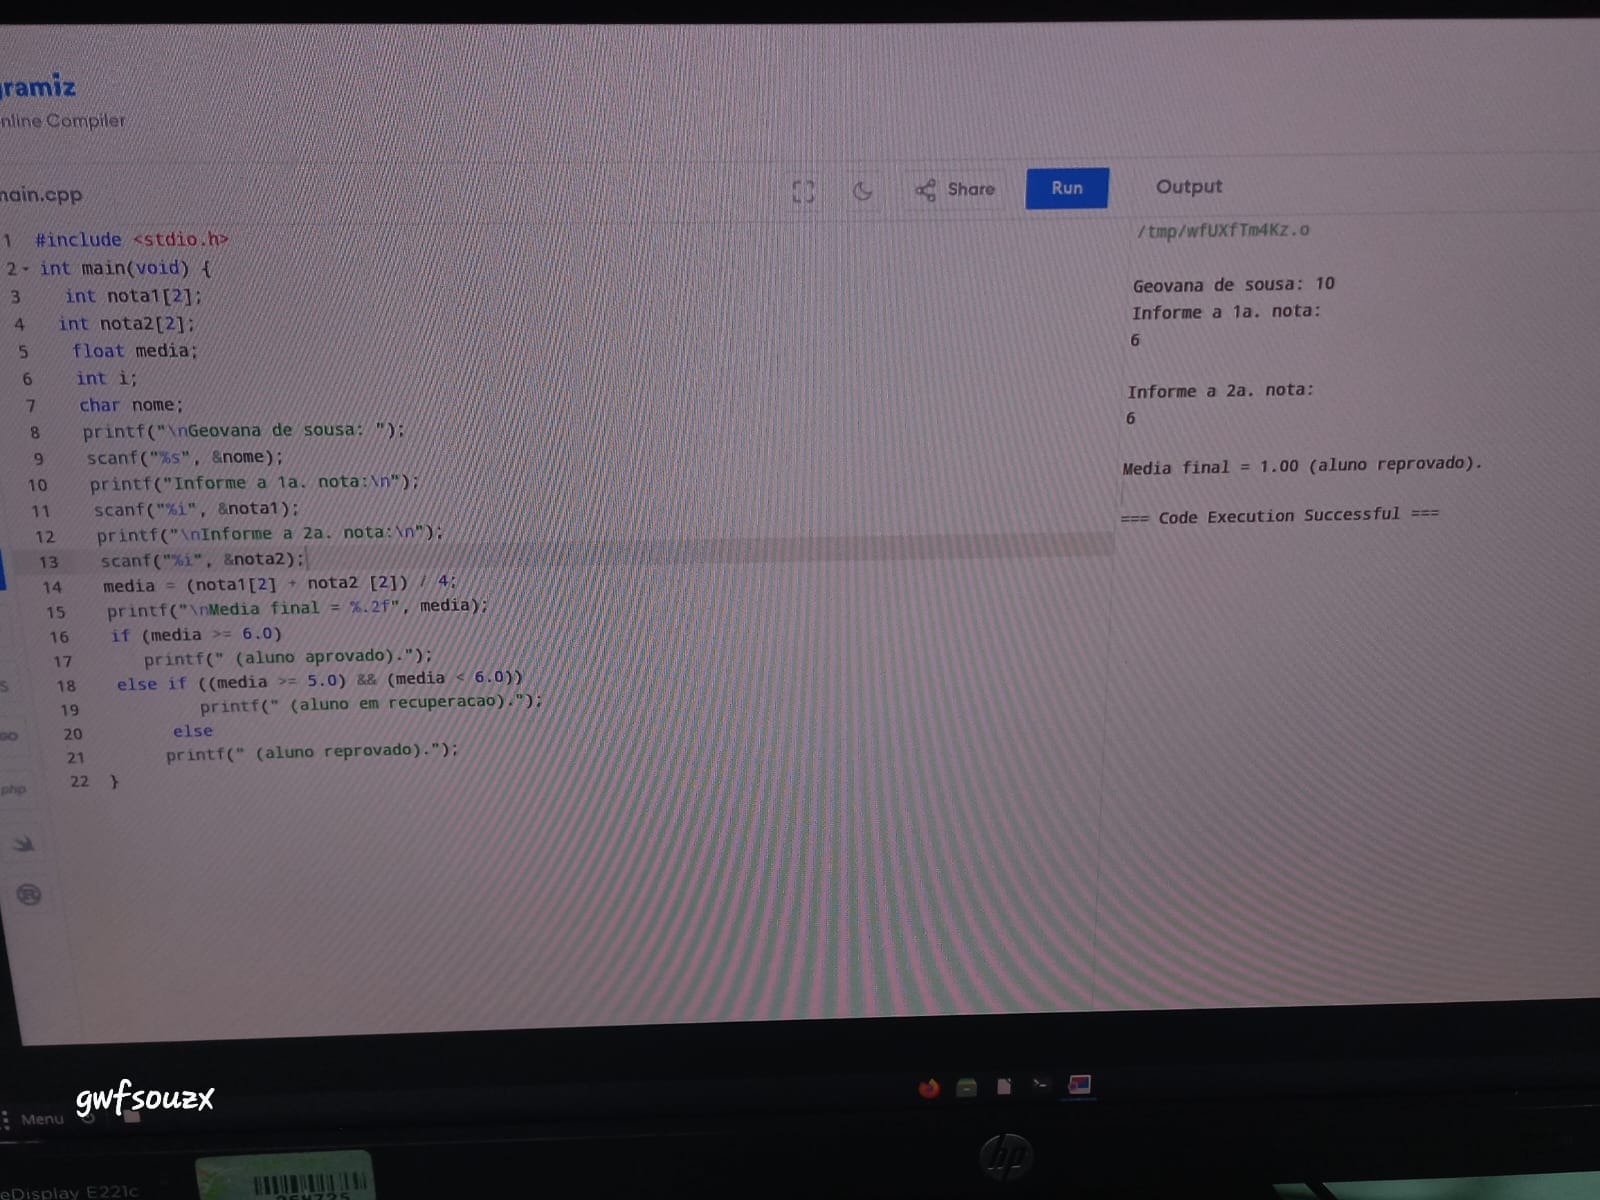 ramiz
nline Compiler
main.cpp
Share
Run
Output
1 #include <stdio.h>
2 int main(void) {
3 int nota1[2];
4 int nota2[2];
5 float media;
6 int i;
7 char nome;
8 printf("\nGeovana de sousa: ");
9 scanf("%s", &nome);
10 printf("Informe a 1a. nota:\n");
11 scanf("%i", &nota1);
12 printf("\nInforme a 2a. nota:\n");
13 scanf("%i", &nota2);
14 media = (nota1[2] + nota2 [2]) / 4;
15 printf("\nMedia final = %.2f", media);
16 if (media >= 6.0)
17 printf(" (aluno aprovado).");
18 else if ((media >= 5.0) && (media < 6.0))
19 printf(" (aluno em recuperacao).");
20 else
21 printf(" (aluno reprovado).");
22 }
/tmp/wfUXfTm4Kz.o
Geovana de sousa: 10
Informe a 1a. nota:
6
Informe a 2a. nota:
6
Media final = 1.00 (aluno reprovado).
=== Code Execution Successful ===
php
gwfsouzx
Menu
hp
eDisplay E221c